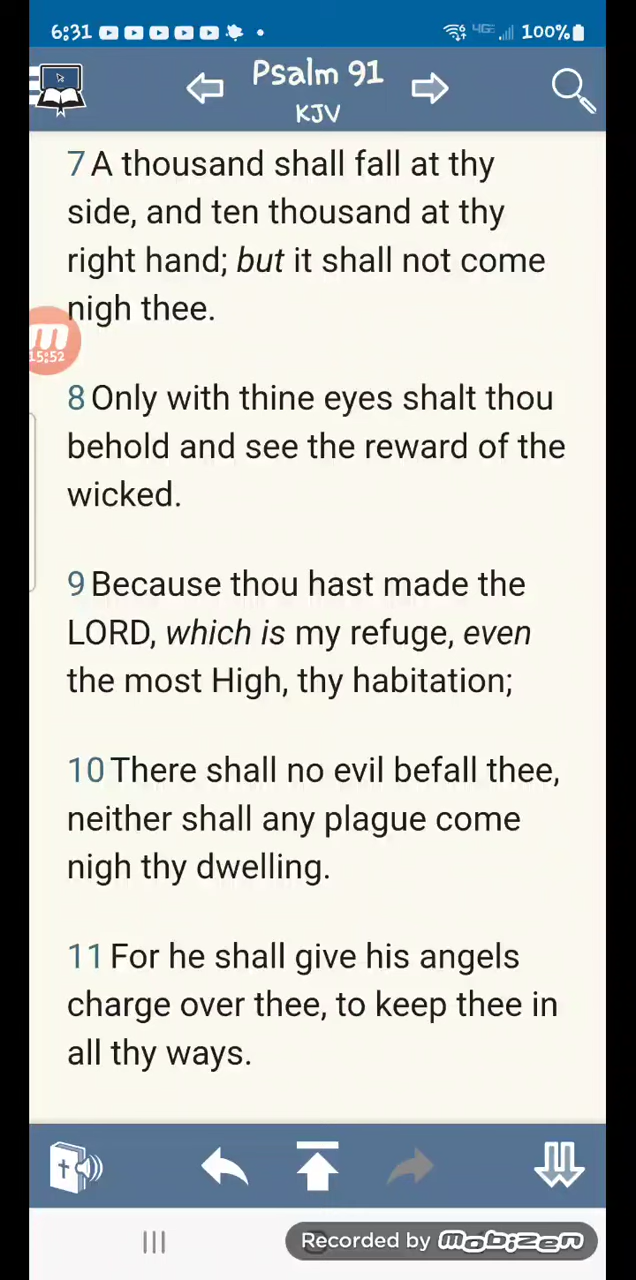 6:31
4GE 100%
Psalm 91
KJV
7 A thousand shall fall at thy
side, and ten thousand at thy
right hand; but it shall not come
nigh thee.
15:52
8 Only with thine eyes shalt thou
behold and see the reward of the
wicked.
9 Because thou hast made the
LORD, which is my refuge, even
the most High, thy habitation;
10 There shall no evil befall thee,
neither shall any plague come
nigh thy dwelling.
11 For he shall give his angels
charge over thee, to keep thee in
all thy ways.
Recorded by mobizen